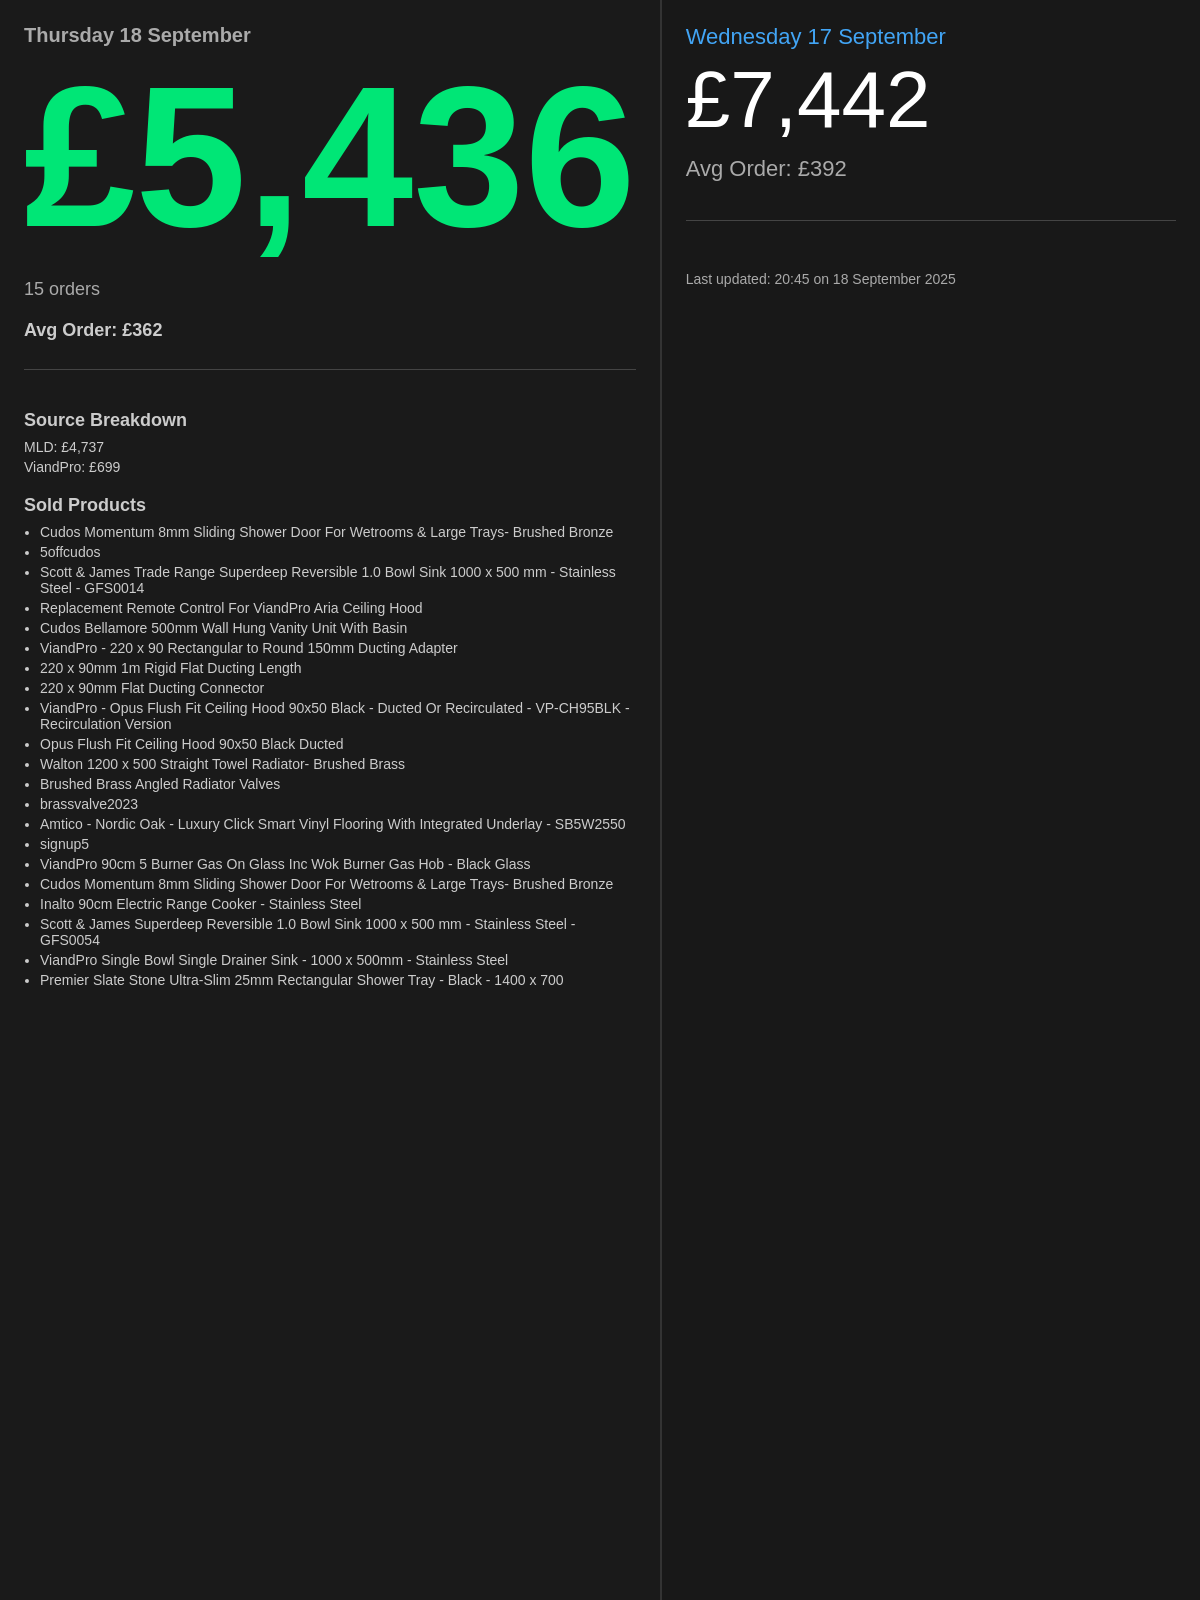 Thursday 18 September
£5,436
15 orders
Avg Order: £362
Source Breakdown
MLD: £4,737
ViandPro: £699
Sold Products
• Cudos Momentum 8mm Sliding Shower Door For Wetrooms & Large Trays- Brushed Bronze
• 5offcudos
• Scott & James Trade Range Superdeep Reversible 1.0 Bowl Sink 1000 x 500 mm - Stainless
Steel - GFS0014
• Replacement Remote Control For ViandPro Aria Ceiling Hood
• Cudos Bellamore 500mm Wall Hung Vanity Unit With Basin
• ViandPro - 220 x 90 Rectangular to Round 150mm Ducting Adapter
• 220 x 90mm 1m Rigid Flat Ducting Length
• 220 x 90mm Flat Ducting Connector
• ViandPro - Opus Flush Fit Ceiling Hood 90x50 Black - Ducted Or Recirculated - VP-CH95BLK -
Recirculation Version
• Opus Flush Fit Ceiling Hood 90x50 Black Ducted
• Walton 1200 x 500 Straight Towel Radiator- Brushed Brass
• Brushed Brass Angled Radiator Valves
• brassvalve2023
• Amtico - Nordic Oak - Luxury Click Smart Vinyl Flooring With Integrated Underlay - SB5W2550
• signup5
• ViandPro 90cm 5 Burner Gas On Glass Inc Wok Burner Gas Hob - Black Glass
• Cudos Momentum 8mm Sliding Shower Door For Wetrooms & Large Trays- Brushed Bronze
• Inalto 90cm Electric Range Cooker - Stainless Steel
• Scott & James Superdeep Reversible 1.0 Bowl Sink 1000 x 500 mm - Stainless Steel -
GFS0054
• ViandPro Single Bowl Single Drainer Sink - 1000 x 500mm - Stainless Steel
• Premier Slate Stone Ultra-Slim 25mm Rectangular Shower Tray - Black - 1400 x 700
Wednesday 17 September
£7,442
Avg Order: £392
Last updated: 20:45 on 18 September 2025